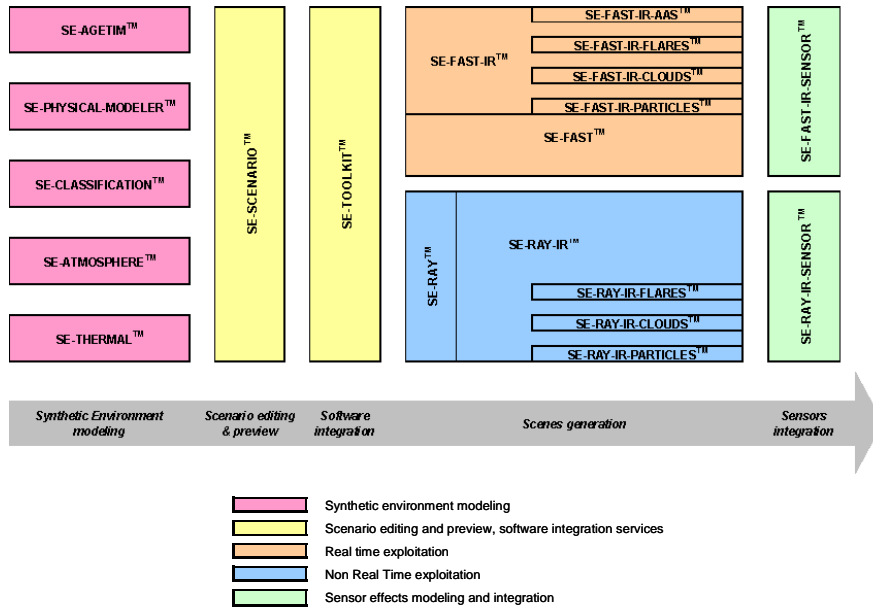 SE-AGETIM™
SE-PHYSICAL-MODELER™
SE-CLASSIFICATION™
SE-ATMOSPHERE™
SE-THERMAL™
SE-SCENARIO™
SE-TOOLKIT™
SE-FAST-IR™
SE-FAST-IR-AAS™
SE-FAST-IR-FLARES™
SE-FAST-IR-CLOUDS™
SE-FAST-IR-PARTICLES™
SE-FAST™
SE-RAY™
SE-RAY-IR™
SE-RAY-IR-FLARES™
SE-RAY-IR-CLOUDS™
SE-RAY-IR-PARTICLES™
SE-FAST-IR-SENSOR™
SE-RAY-IR-SENSOR™
Synthetic Environment
modeling
Scenario editing
& preview
Software
integration
Scenes generation
Sensors
integration
Synthetic environment modeling
Scenario editing and preview, software integration services
Real time exploitation
Non Real Time exploitation
Sensor effects modeling and integration